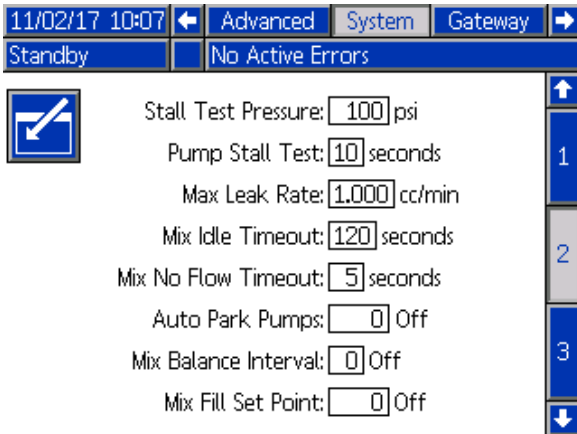 11/02/17 10:07 Advanced System Gateway
Standby No Active Errors
Stall Test Pressure: 100 psi
Pump Stall Test: 10 seconds
Max Leak Rate: 1.000 cc/min
Mix Idle Timeout: 120 seconds
Mix No Flow Timeout: 5 seconds
Auto Park Pumps: 0 Off
Mix Balance Interval: 0 Off
Mix Fill Set Point: 0 Off
1
2
3